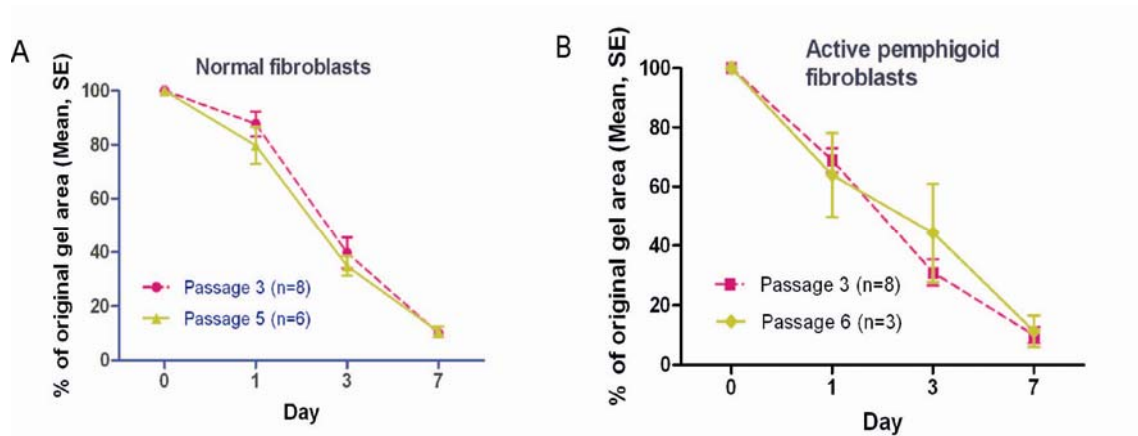 A
Normal fibroblasts
% of original gel area (Mean, SE)
100
80
60
40
20
0
Passage 3 (n=8)
Passage 5 (n=6)
0 1 3 7
Day
B
Active pemphigoid
fibroblasts
% of original gel area (Mean, SE)
100
80
60
40
20
0
Passage 3 (n=8)
Passage 6 (n=3)
0 1 3 7
Day